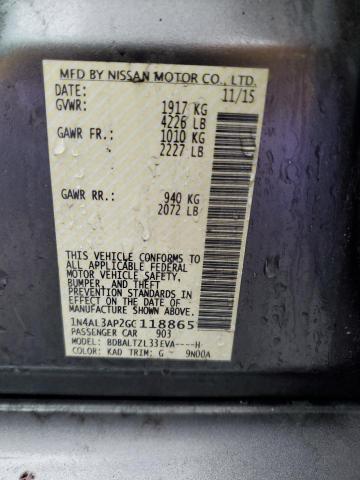 MFD BY NISSAN MOTOR CO., LTD.
DATE: 11/15
GVWR: 1917 KG
4226 LB
GAWR FR.: 1010 KG
2227 LB
GAWR RR.: 940 KG
2072 LB
THIS VEHICLE CONFORMS TO ALL
APPLICABLE FEDERAL
MOTOR VEHICLE SAFETY,
BUMPER, AND THEFT
PREVENTION STANDARDS IN
EFFECT ON THE DATE OF
MANUFACTURE SHOWN ABOVE.
1N4AL3AP2GC118865
PASSENGER CAR 903
MODEL: BDBALTZL33EVA----H
COLOR: KAD TRIM: G - 9N00A